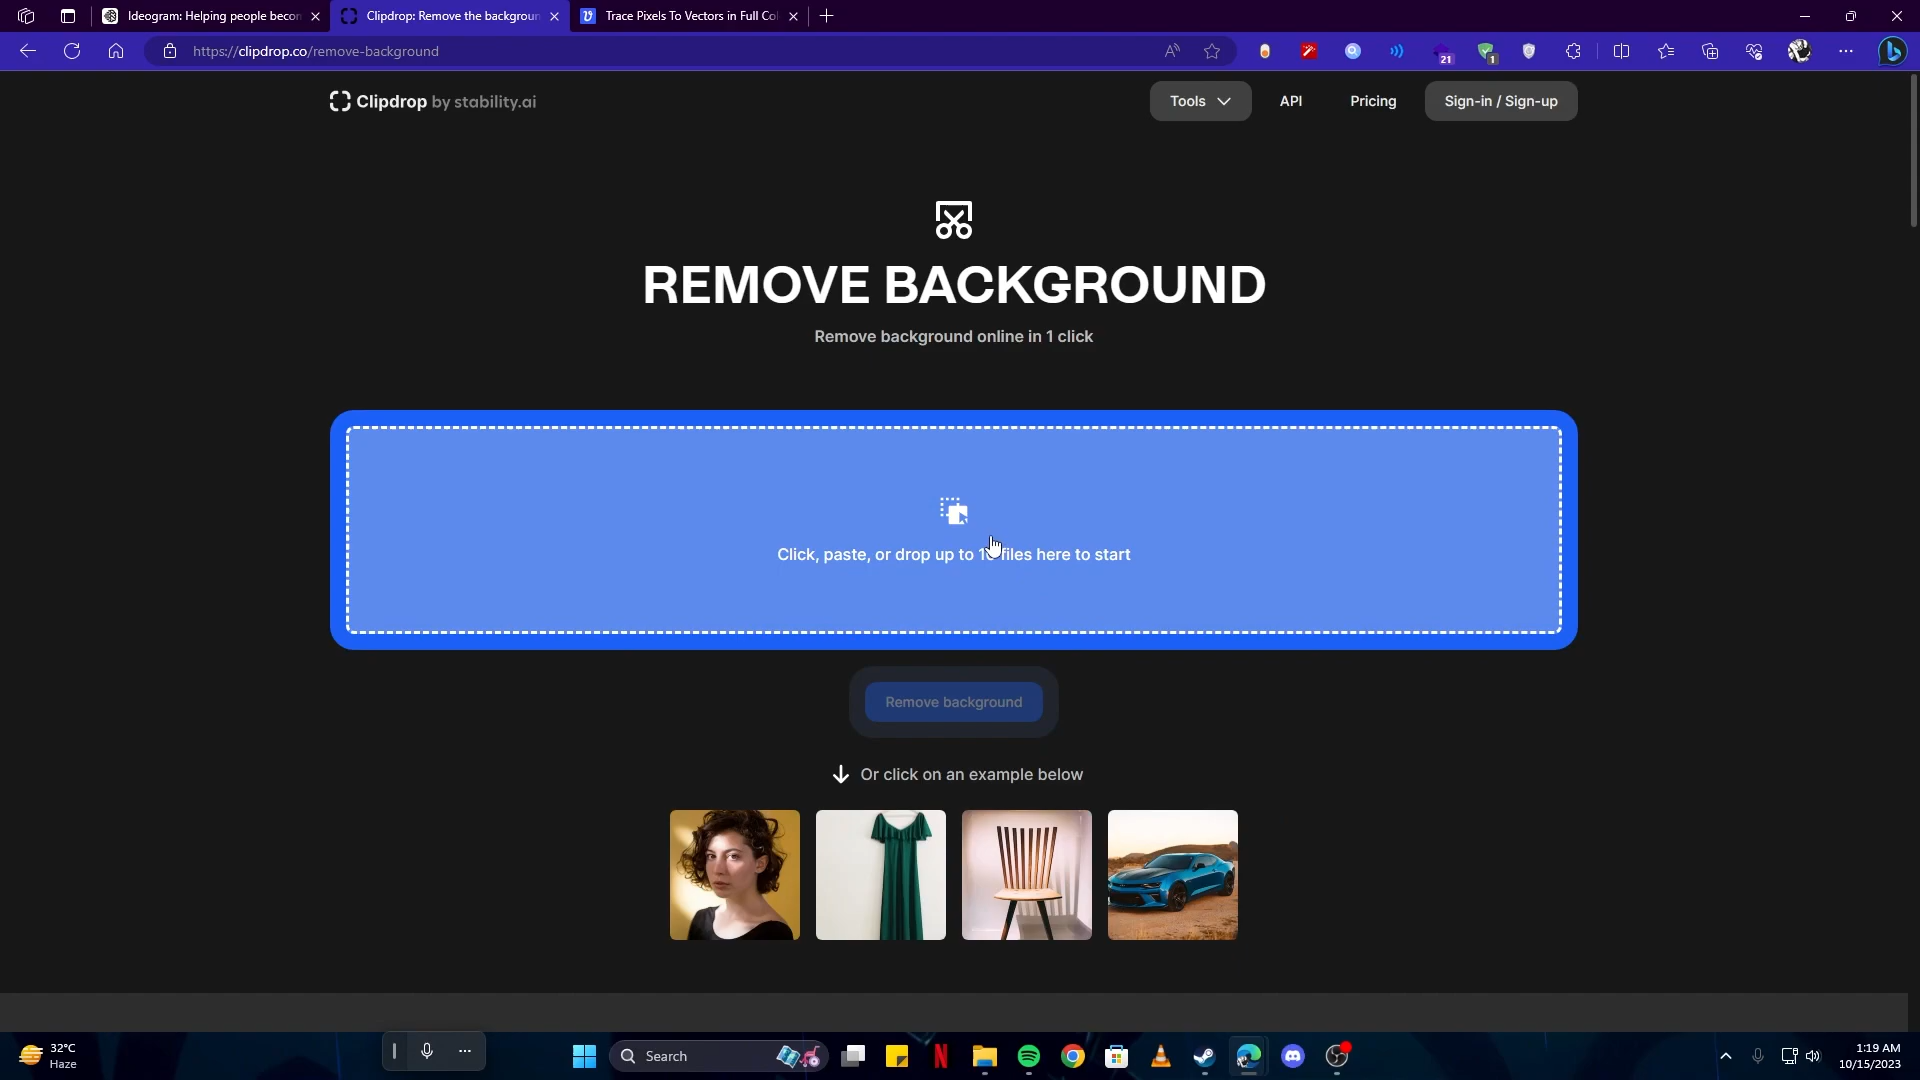 Ideogram: Helping people becom
Clipdrop: Remove the backgroun
Trace Pixels To Vectors in Full Co
https://clipdrop.co/remove-background
21
1
Clipdrop by stability.ai
Tools
API
Pricing
Sign-in / Sign-up
REMOVE BACKGROUND
Remove background online in 1 click
Click, paste, or drop up to files here to start
Remove background
Or click on an example below
32°C
Haze
Search
1:19 AM
10/15/2023